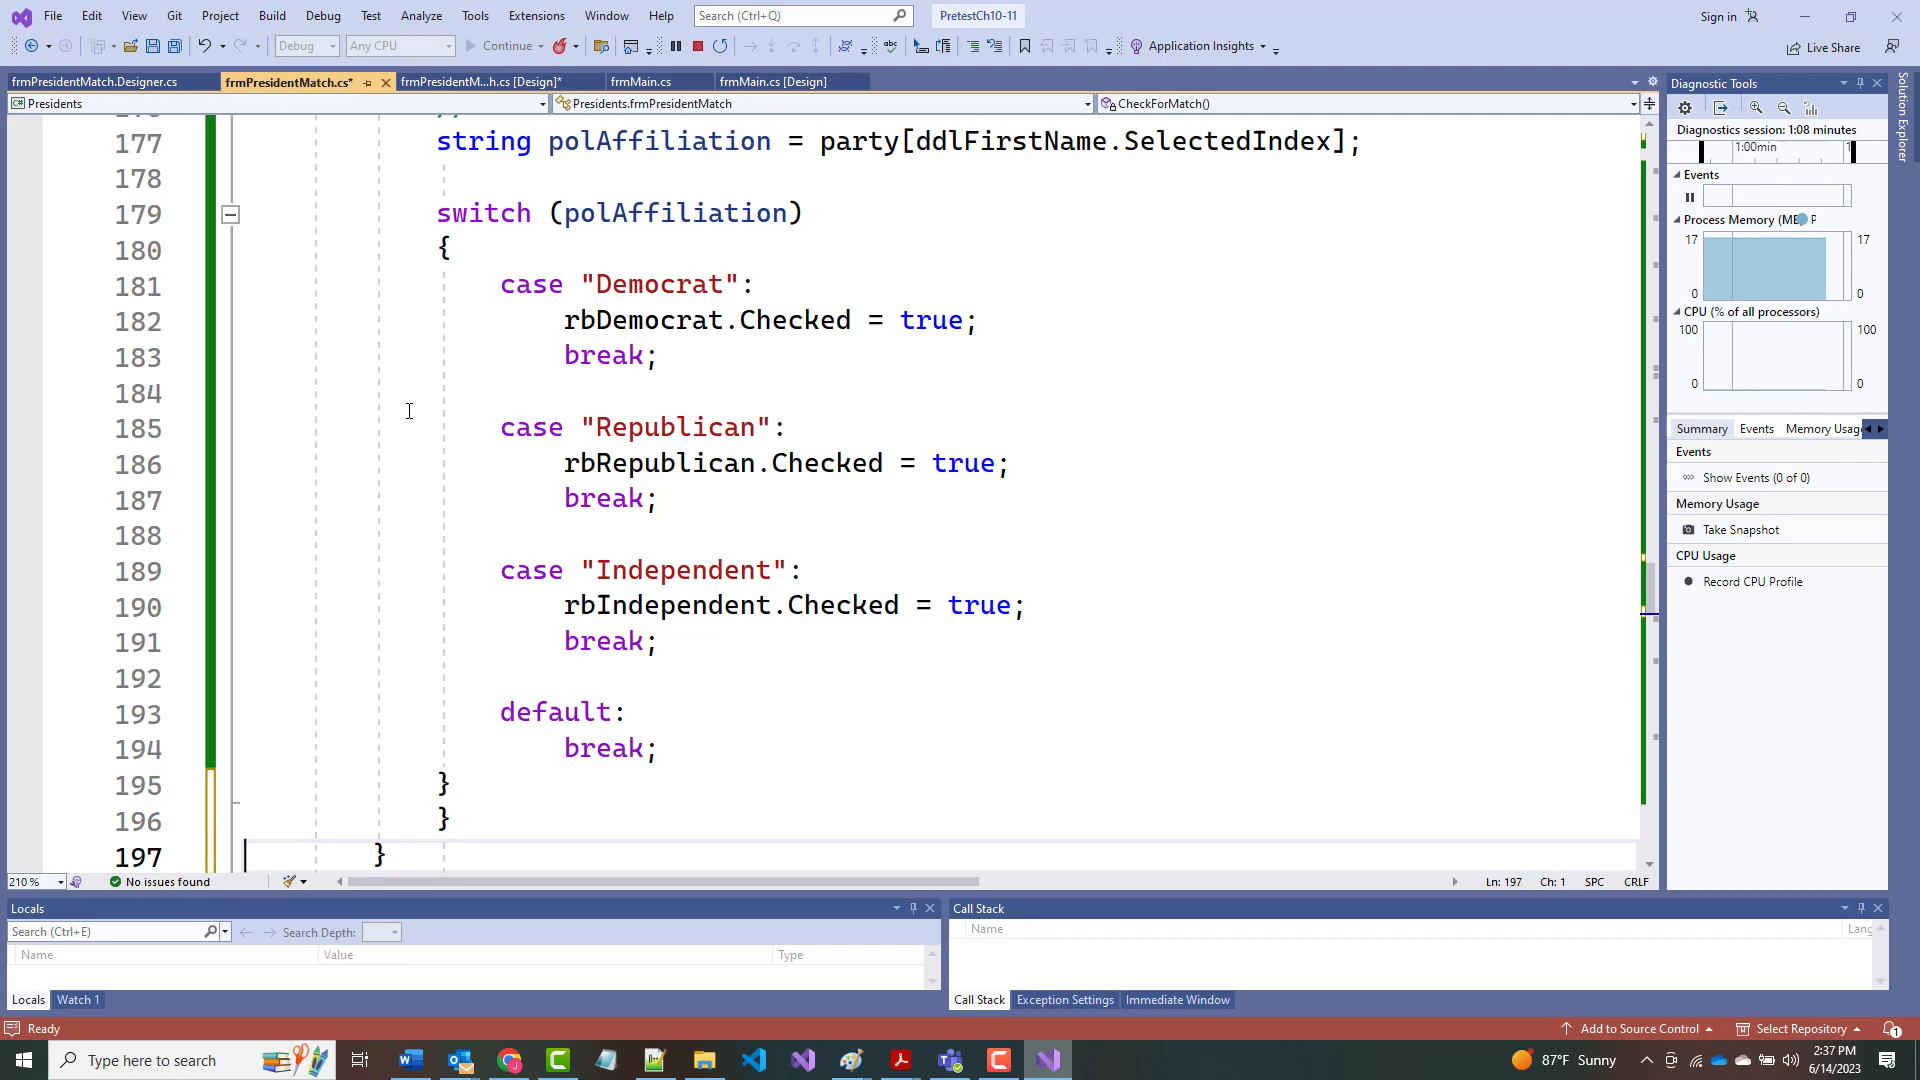 File Edit View Git Project Build Debug Test Analyze Tools Extensions Window Help Search (Ctrl+Q) PretestCh10-11 Sign in
Debug Any CPU Continue Application Insights Live Share
frmPresidentMatch.Designer.cs frmPresidentMatch.cs* frmPresidentM...h.cs [Design]* frmMain.cs frmMain.cs [Design]
Presidents Presidents.frmPresidentMatch CheckForMatch()
177 string polAffiliation = party[ddlFirstName.SelectedIndex];
178
179 switch (polAffiliation)
180 {
181 case "Democrat":
182 rbDemocrat.Checked = true;
183 break;
184
185 case "Republican":
186 rbRepublican.Checked = true;
187 break;
188
189 case "Independent":
190 rbIndependent.Checked = true;
191 break;
192
193 default:
194 break;
195 }
196 }
197 }
210 % No issues found Ln: 197 Ch: 1 SPC CRLF
Diagnostic Tools
Diagnostics session: 1:08 minutes
1:00min
Events
Process Memory (MB) P
17 17
0 0
CPU (% of all processors)
100 100
0 0
Summary Events Memory Usag
Events
Show Events (0 of 0)
Memory Usage
Take Snapshot
CPU Usage
Record CPU Profile
Solution Explorer
Locals
Search (Ctrl+E) Search Depth:
Name Value Type
Locals Watch 1
Call Stack
Name Lang
Call Stack Exception Settings Immediate Window
Ready Add to Source Control Select Repository 1
Type here to search 87°F Sunny 2:37 PM
6/14/2023